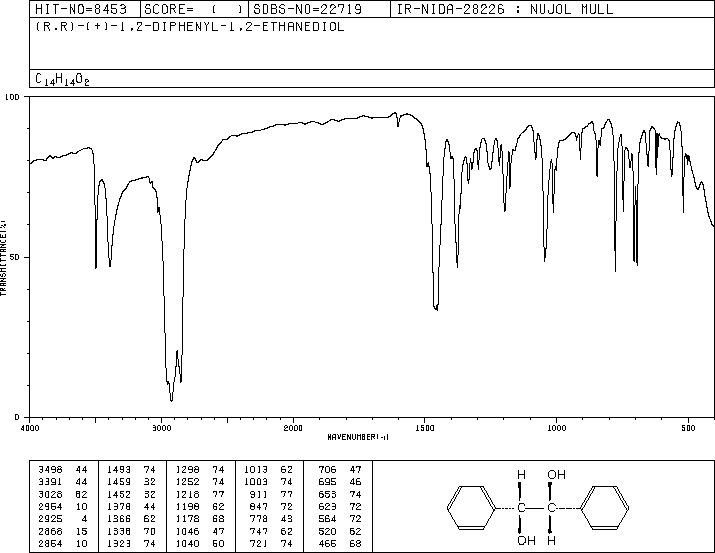 HIT-NO=8453 SCORE= ( ) SDBS-NO=22719 IR-NIDA-28226 : NUJOL MULL
(R,R)-(+)-1,2-DIPHENYL-1,2-ETHANEDIOL
C14H14O2
100
50
0
TRANSMITTANCE(%)
4000 3000 2000 1500 1000 500
WAVENUMBER(-1)
3498 44 1493 74 1298 74 1013 62 706 47
3391 44 1459 32 1252 74 1003 74 695 46
3028 62 1452 32 1218 77 911 77 653 74
2954 10 1378 44 1198 62 847 72 623 72
2925 4 1366 62 1178 68 778 43 564 72
2868 15 1338 70 1046 47 747 62 520 62
2854 10 1323 74 1040 60 721 74 466 68
H OH
C C
OH H